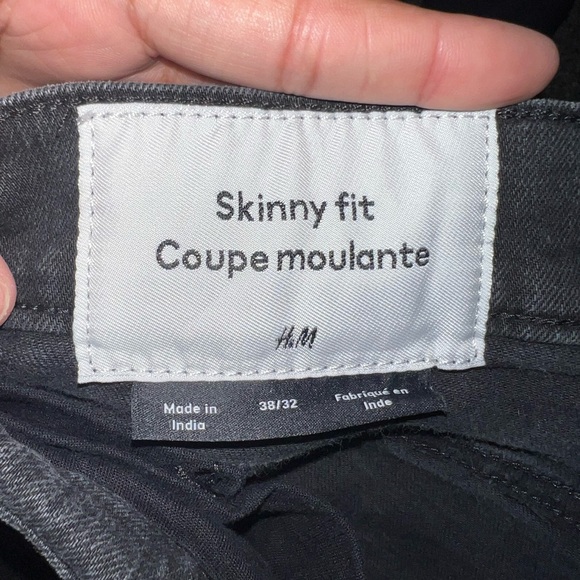 Skinny fit
Coupe moulante
H&M
Made in
India
38/32
Fabriqué en
Inde